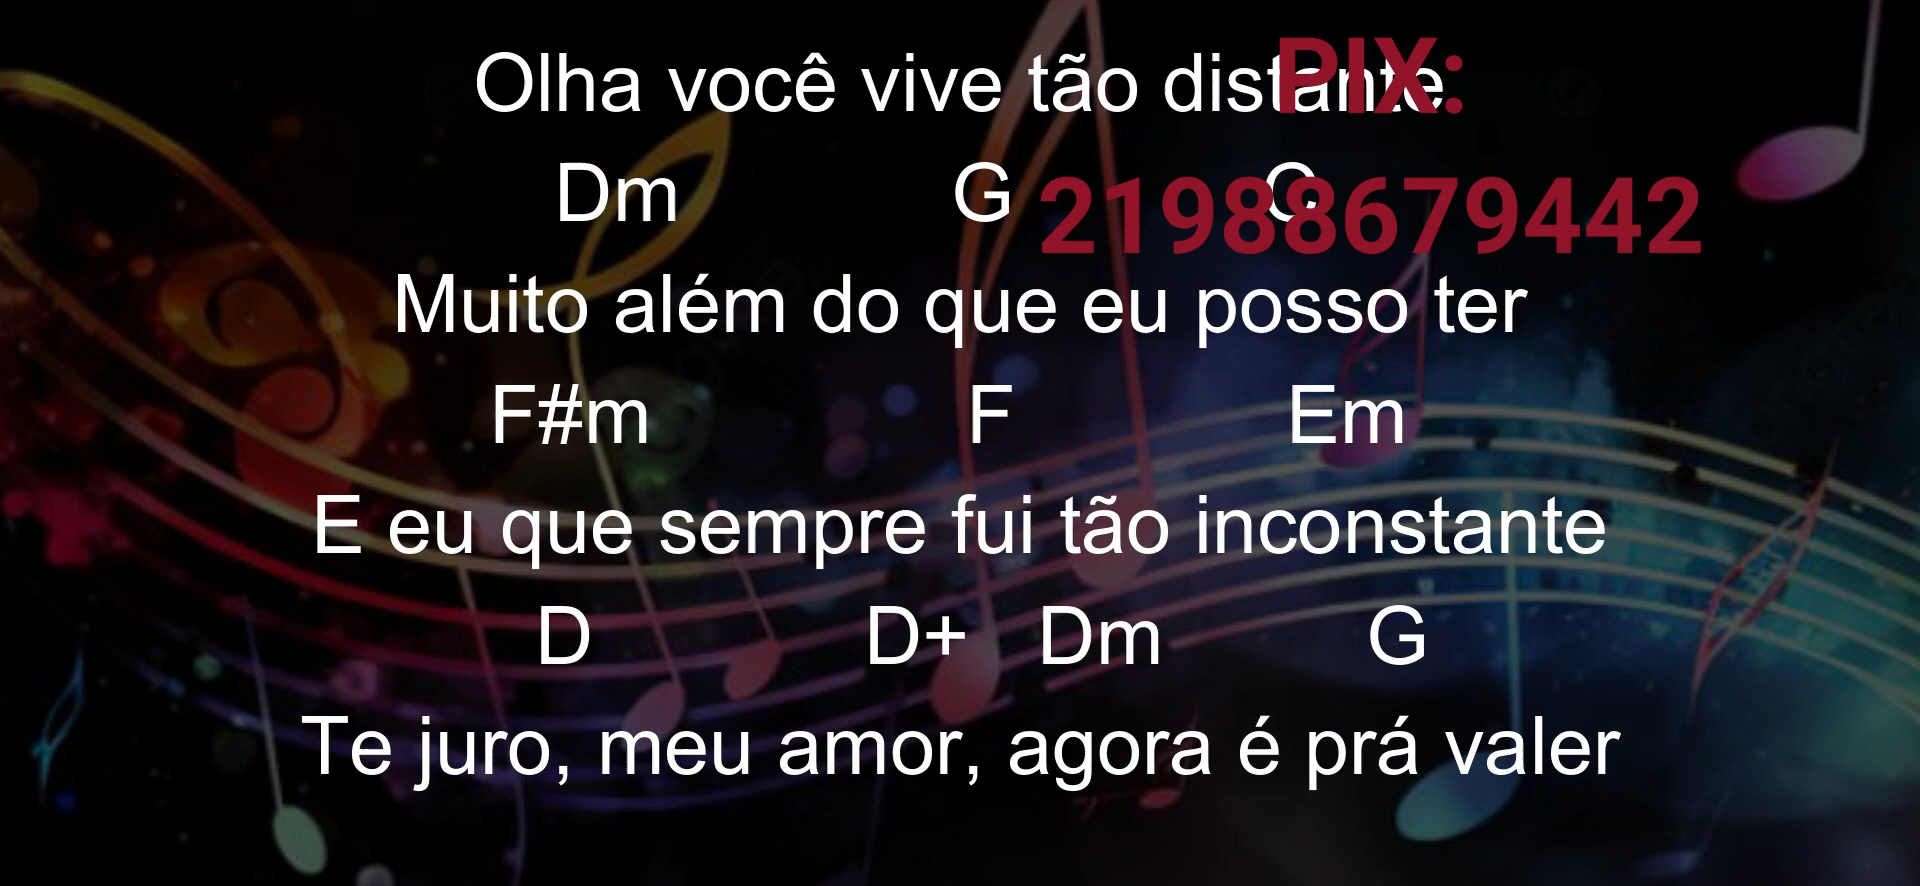 Olha você vive tão distante
PIX:
Dm G C
21988679442
Muito além do que eu posso ter
F#m F Em
E eu que sempre fui tão inconstante
D D+ Dm G
Te juro, meu amor, agora é prá valer